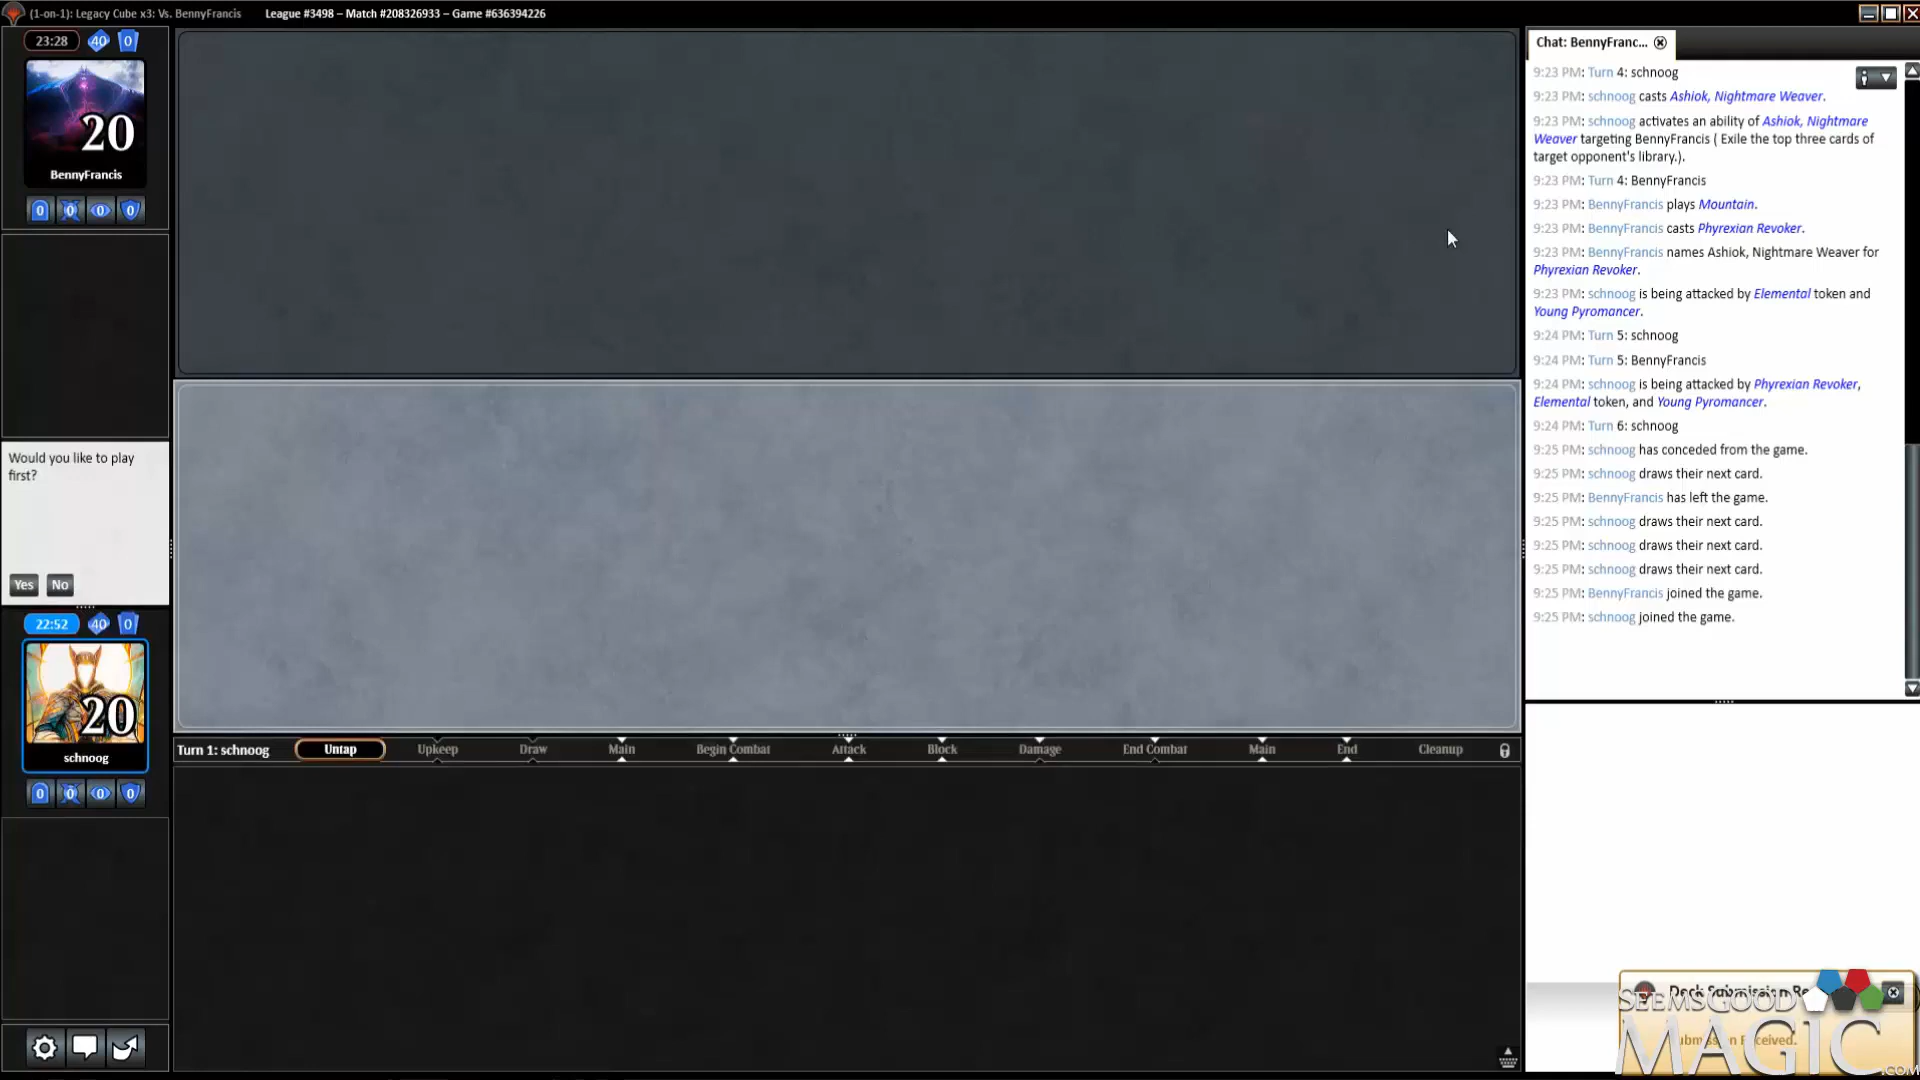 (1-on-1): Legacy Cube x3: Vs. BennyFrancis League #3498 – Match #208326933 – Game #636394226
23:28 40 0
20
BennyFrancis
0 0 0 0
Would you like to play
first?
Yes No
22:52 40 0
20
schnoog
0 0 0 0
Turn 1: schnoog Untap Upkeep Draw Main Begin Combat Attack Block Damage End Combat Main End Cleanup
Chat: BennyFranc...
9:23 PM: Turn 4: schnoog
9:23 PM: schnoog casts Ashiok, Nightmare Weaver.
9:23 PM: schnoog activates an ability of Ashiok, Nightmare
Weaver targeting BennyFrancis ( Exile the top three cards of
target opponent's library.).
9:23 PM: Turn 4: BennyFrancis
9:23 PM: BennyFrancis plays Mountain.
9:23 PM: BennyFrancis casts Phyrexian Revoker.
9:23 PM: BennyFrancis names Ashiok, Nightmare Weaver for
Phyrexian Revoker.
9:23 PM: schnoog is being attacked by Elemental token and
Young Pyromancer.
9:24 PM: Turn 5: schnoog
9:24 PM: Turn 5: BennyFrancis
9:24 PM: schnoog is being attacked by Phyrexian Revoker,
Elemental token, and Young Pyromancer.
9:24 PM: Turn 6: schnoog
9:25 PM: schnoog has conceded from the game.
9:25 PM: schnoog draws their next card.
9:25 PM: BennyFrancis has left the game.
9:25 PM: schnoog draws their next card.
9:25 PM: schnoog draws their next card.
9:25 PM: schnoog draws their next card.
9:25 PM: BennyFrancis joined the game.
9:25 PM: schnoog joined the game.
Deck Submission
SEEMSGOOD
MAGIC
.COM